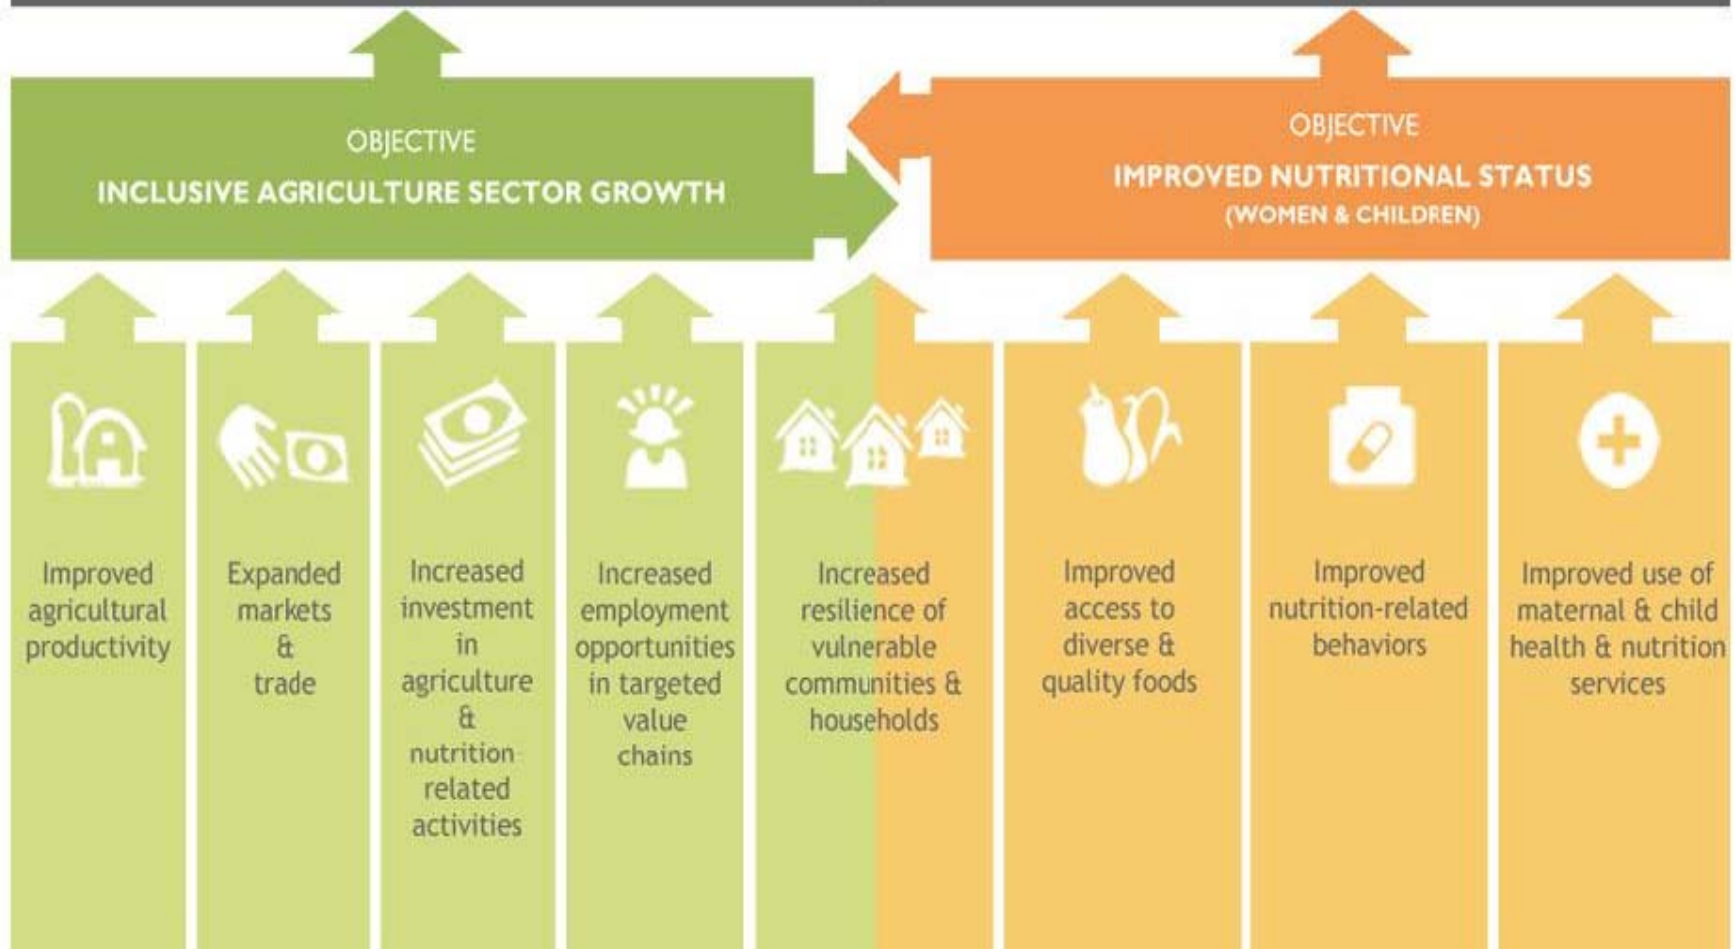 OBJECTIVE
INCLUSIVE AGRICULTURE SECTOR GROWTH
OBJECTIVE
IMPROVED NUTRITIONAL STATUS
(WOMEN & CHILDREN)
Improved
agricultural
productivity
Expanded
markets
&
trade
Increased
investment
in
agriculture
&
nutrition-
related
activities
Increased
employment
opportunities
in targeted
value
chains
Increased
resilience of
vulnerable
communities &
households
Improved
access to
diverse &
quality foods
Improved
nutrition-related
behaviors
Improved use of
maternal & child
health & nutrition
services